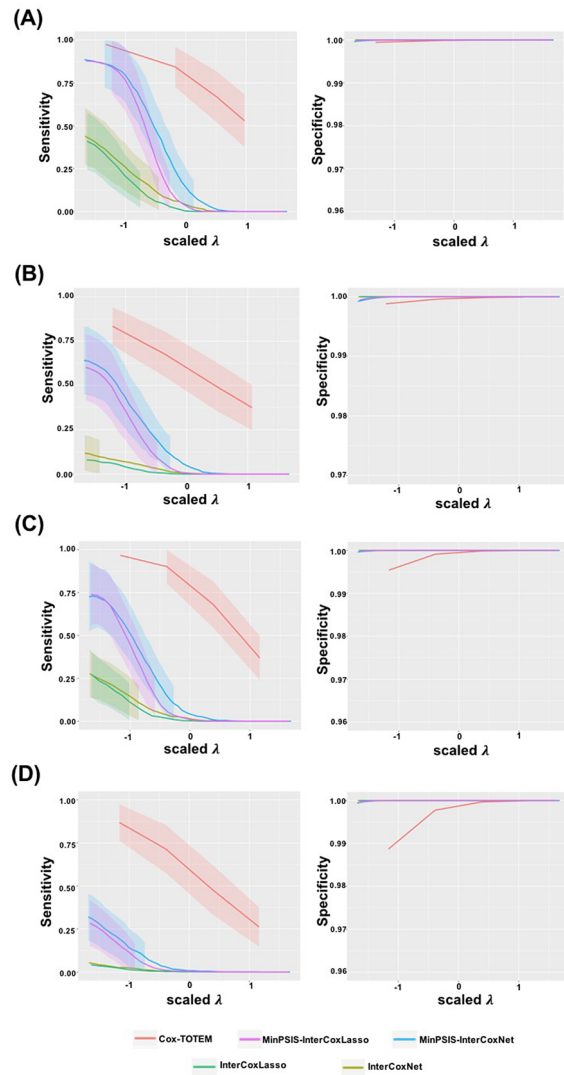 (A)
Sensitivity
1.00
0.75
0.50
0.25
0.00
-1
0
1
scaled λ
Specificity
1.00
0.99
0.98
0.97
0.96
-1
0
1
scaled λ
(B)
Sensitivity
1.00
0.75
0.50
0.25
0.00
-1
0
1
scaled λ
Specificity
1.00
0.99
0.98
0.97
-1
0
1
scaled λ
(C)
Sensitivity
1.00
0.75
0.50
0.25
0.00
-1
0
1
scaled λ
Specificity
1.00
0.99
0.98
0.97
0.96
-1
0
1
scaled λ
(D)
Sensitivity
1.00
0.75
0.50
0.25
0.00
-1
0
1
scaled λ
Specificity
1.00
0.99
0.98
0.97
0.96
-1
0
1
scaled λ
Cox-TOTEM
MinPSIS-InterCoxLasso
MinPSIS-InterCoxNet
InterCoxLasso
InterCoxNet